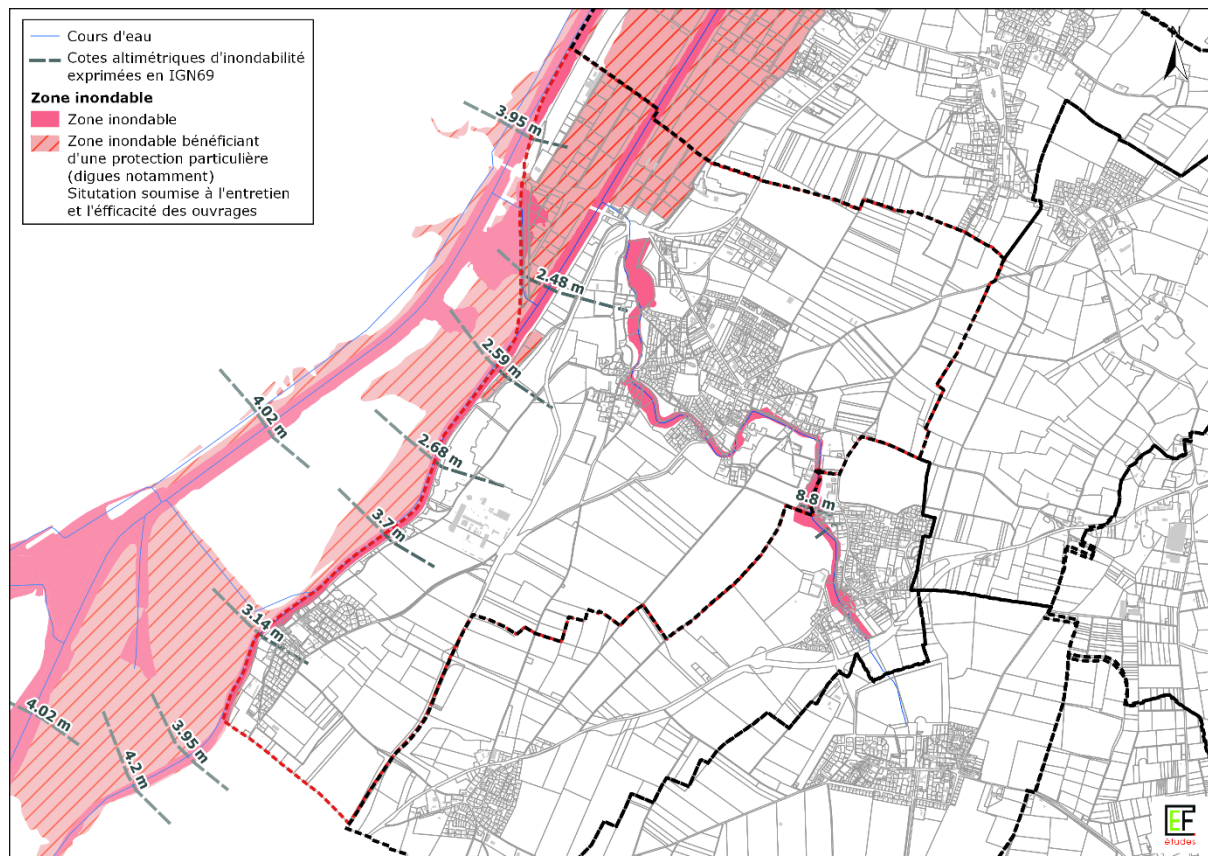 Cours d'eau
Cotes altimétriques d'inondabilité
exprimées en IGN69
Zone inondable
Zone inondable
Zone inondable bénéficiant
d'une protection particulière
(digues notamment)
Situtation soumise à l'entretien
et l'éfficacité des ouvrages
N
3.95 m
2.48 m
2.59 m
4.02 m
2.68 m
3.7 m
8.8 m
3.14 m
4.02 m
3.95 m
4.2 m
EF
études